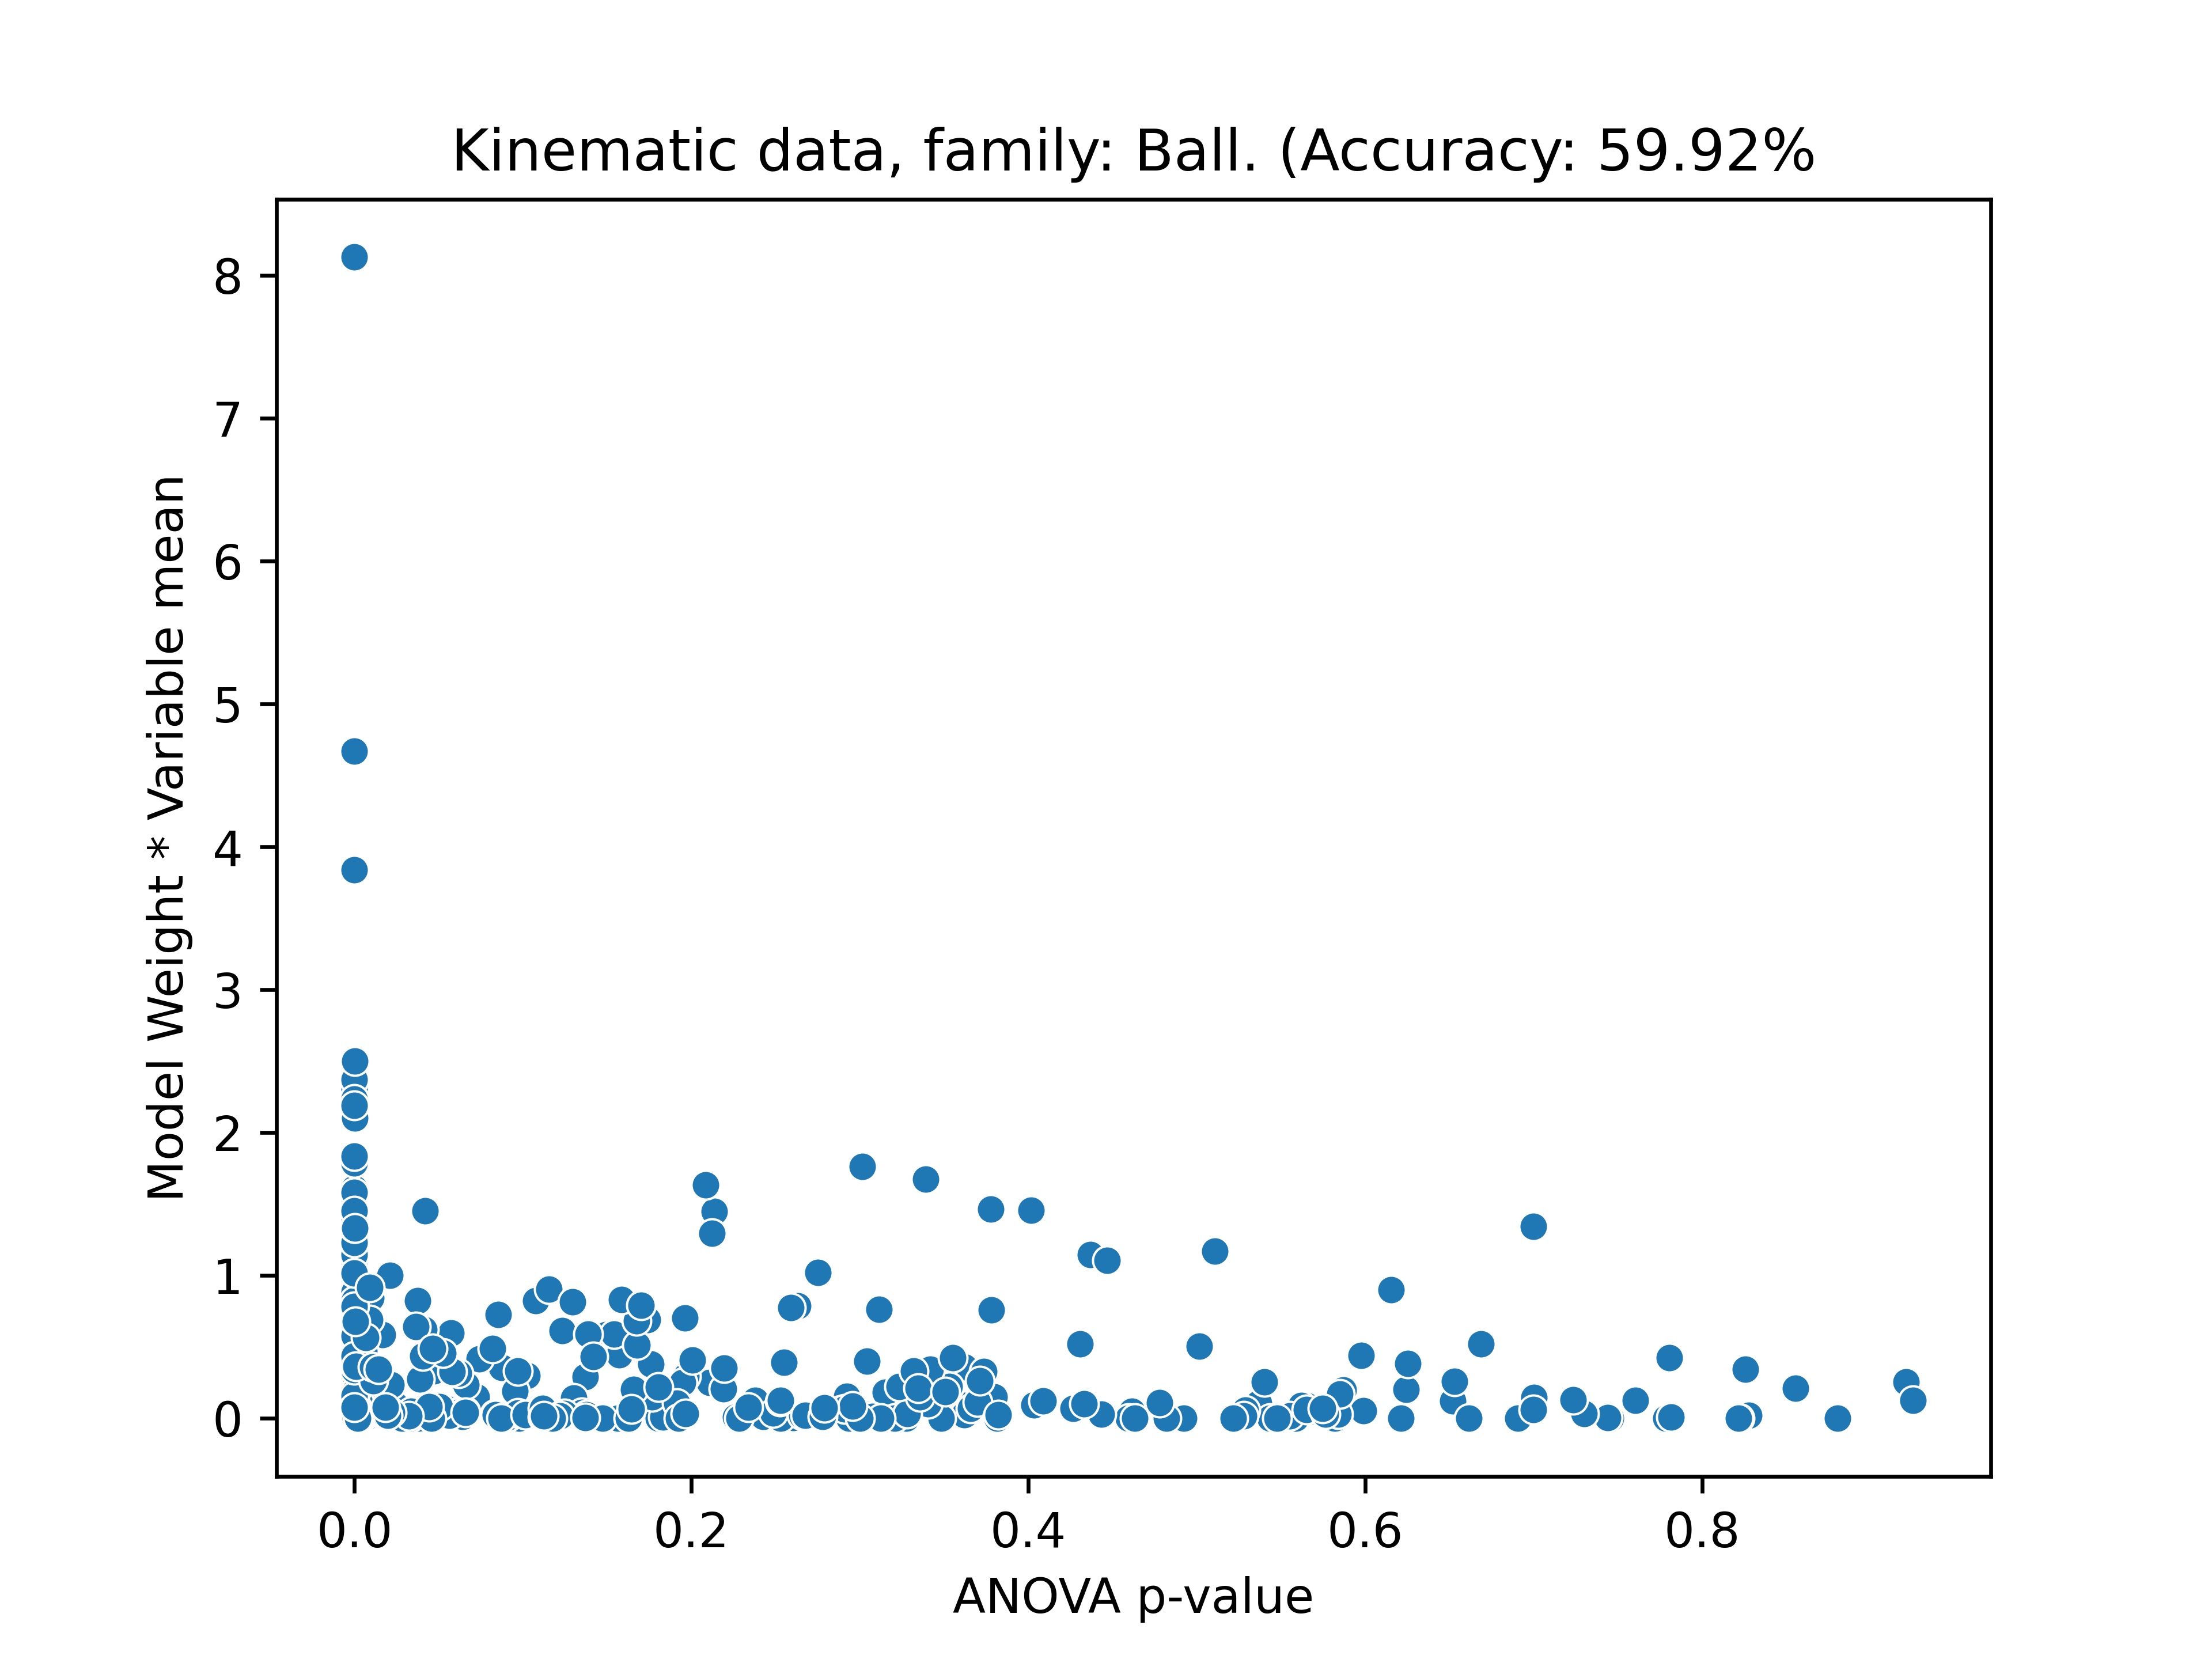 Kinematic data, family: Ball. (Accuracy: 59.92%
8
7
6
5
4
3
2
1
0
Model Weight * Variable mean
0.0 0.2 0.4 0.6 0.8
ANOVA p-value